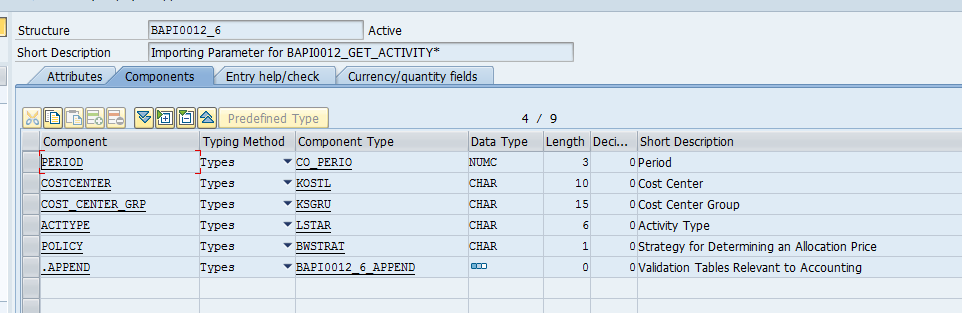 Structure BAPI0012_6 Active
Short Description Importing Parameter for BAPI0012_GET_ACTIVITY*
Attributes Components Entry help/check Currency/quantity fields
Predefined Type 4 / 9
Component Typing Method Component Type Data Type Length Deci... Short Description
PERIOD Types CO_PERIO NUMC 3 0 Period
COSTCENTER Types KOSTL CHAR 10 0 Cost Center
COST_CENTER_GRP Types KSGRU CHAR 15 0 Cost Center Group
ACTTYPE Types LSTAR CHAR 6 0 Activity Type
POLICY Types BWSTRAT CHAR 1 0 Strategy for Determining an Allocation Price
.APPEND Types BAPI0012_6_APPEND 0 0 Validation Tables Relevant to Accounting